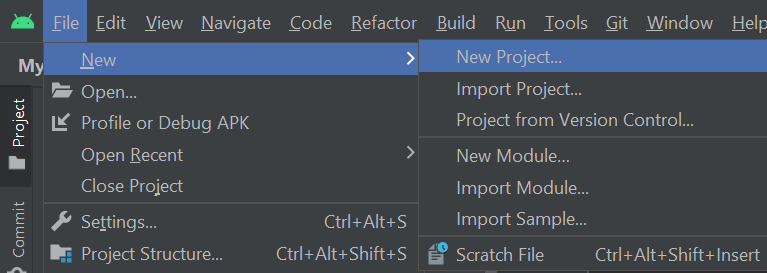 File Edit View Navigate Code Refactor Build Run Tools Git Window Help
My
Project
Commit
New
Open...
Profile or Debug APK
Open Recent
Close Project
Settings... Ctrl+Alt+S
Project Structure... Ctrl+Alt+Shift+S
New Project...
Import Project...
Project from Version Control...
New Module...
Import Module...
Import Sample...
Scratch File Ctrl+Alt+Shift+Insert